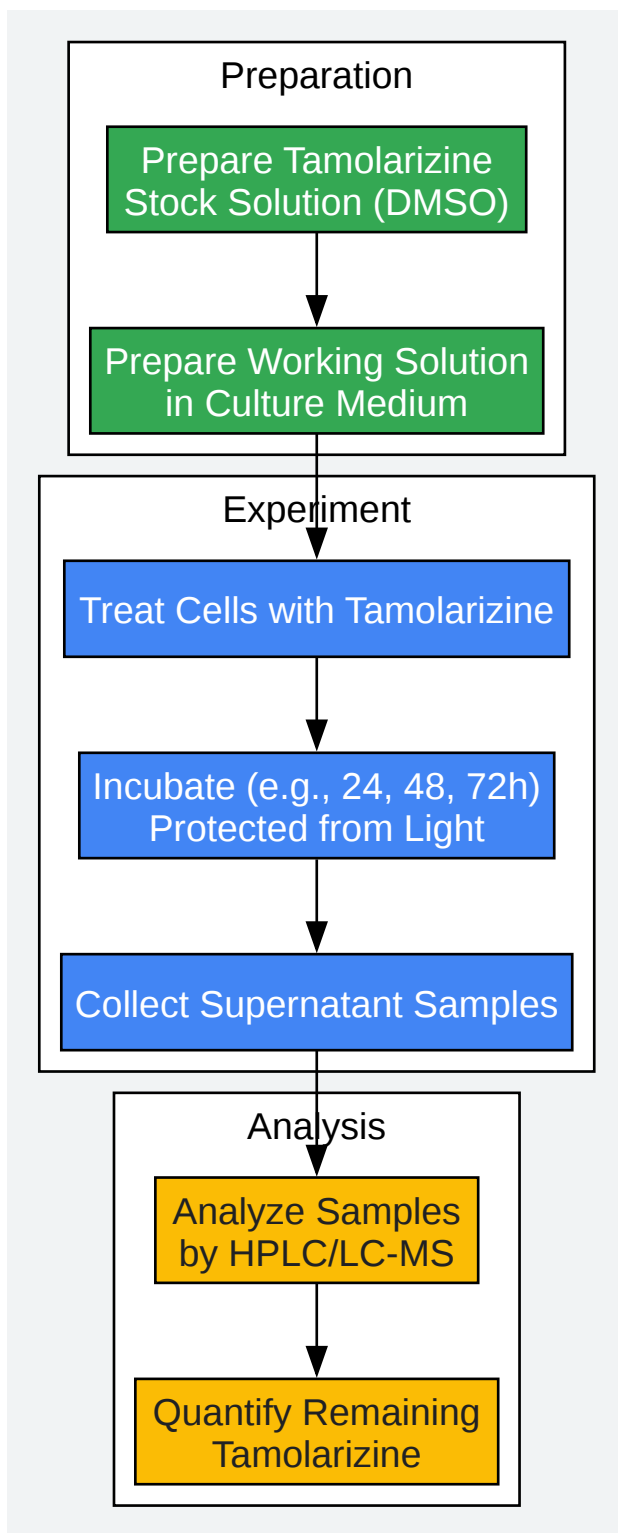 Preparation
Prepare Tamolarizine
Stock Solution (DMSO)
Prepare Working Solution
in Culture Medium
Experiment
Treat Cells with Tamolarizine
Incubate (e.g., 24, 48, 72h)
Protected from Light
Collect Supernatant Samples
Analysis
Analyze Samples
by HPLC/LC-MS
Quantify Remaining
Tamolarizine